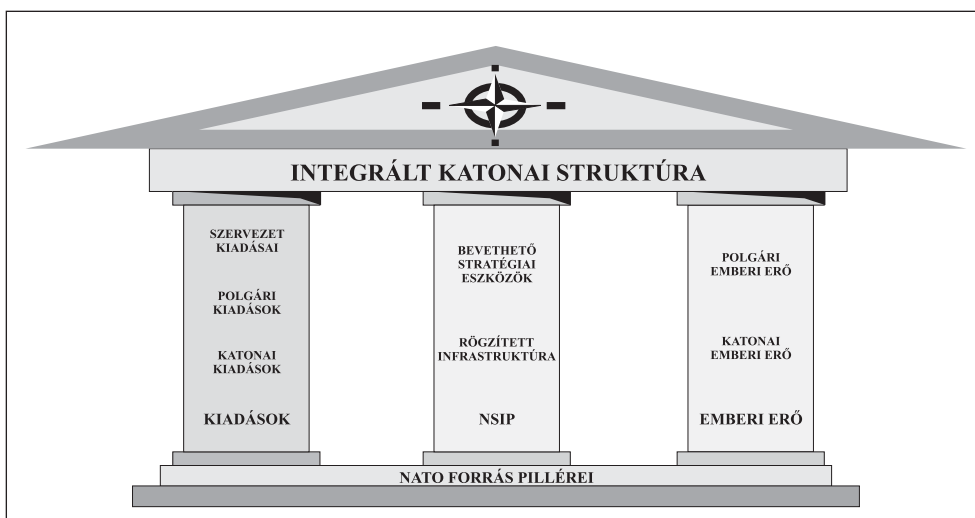 INTEGRÁLT KATONAI STRUKTÚRA
SZERVEZET
KIADÁSAI
POLGÁRI
KIADÁSOK
KATONAI
KIADÁSOK
KIADÁSOK
BEVETHETŐ
STRATÉGIAI
ESZKÖZÖK
RÖGZÍTETT
INFRASTRUKTÚRA
NSIP
POLGÁRI
EMBERI ERŐ
KATONAI
EMBERI ERŐ
EMBERI ERŐ
NATO FORRÁS PILLÉREI